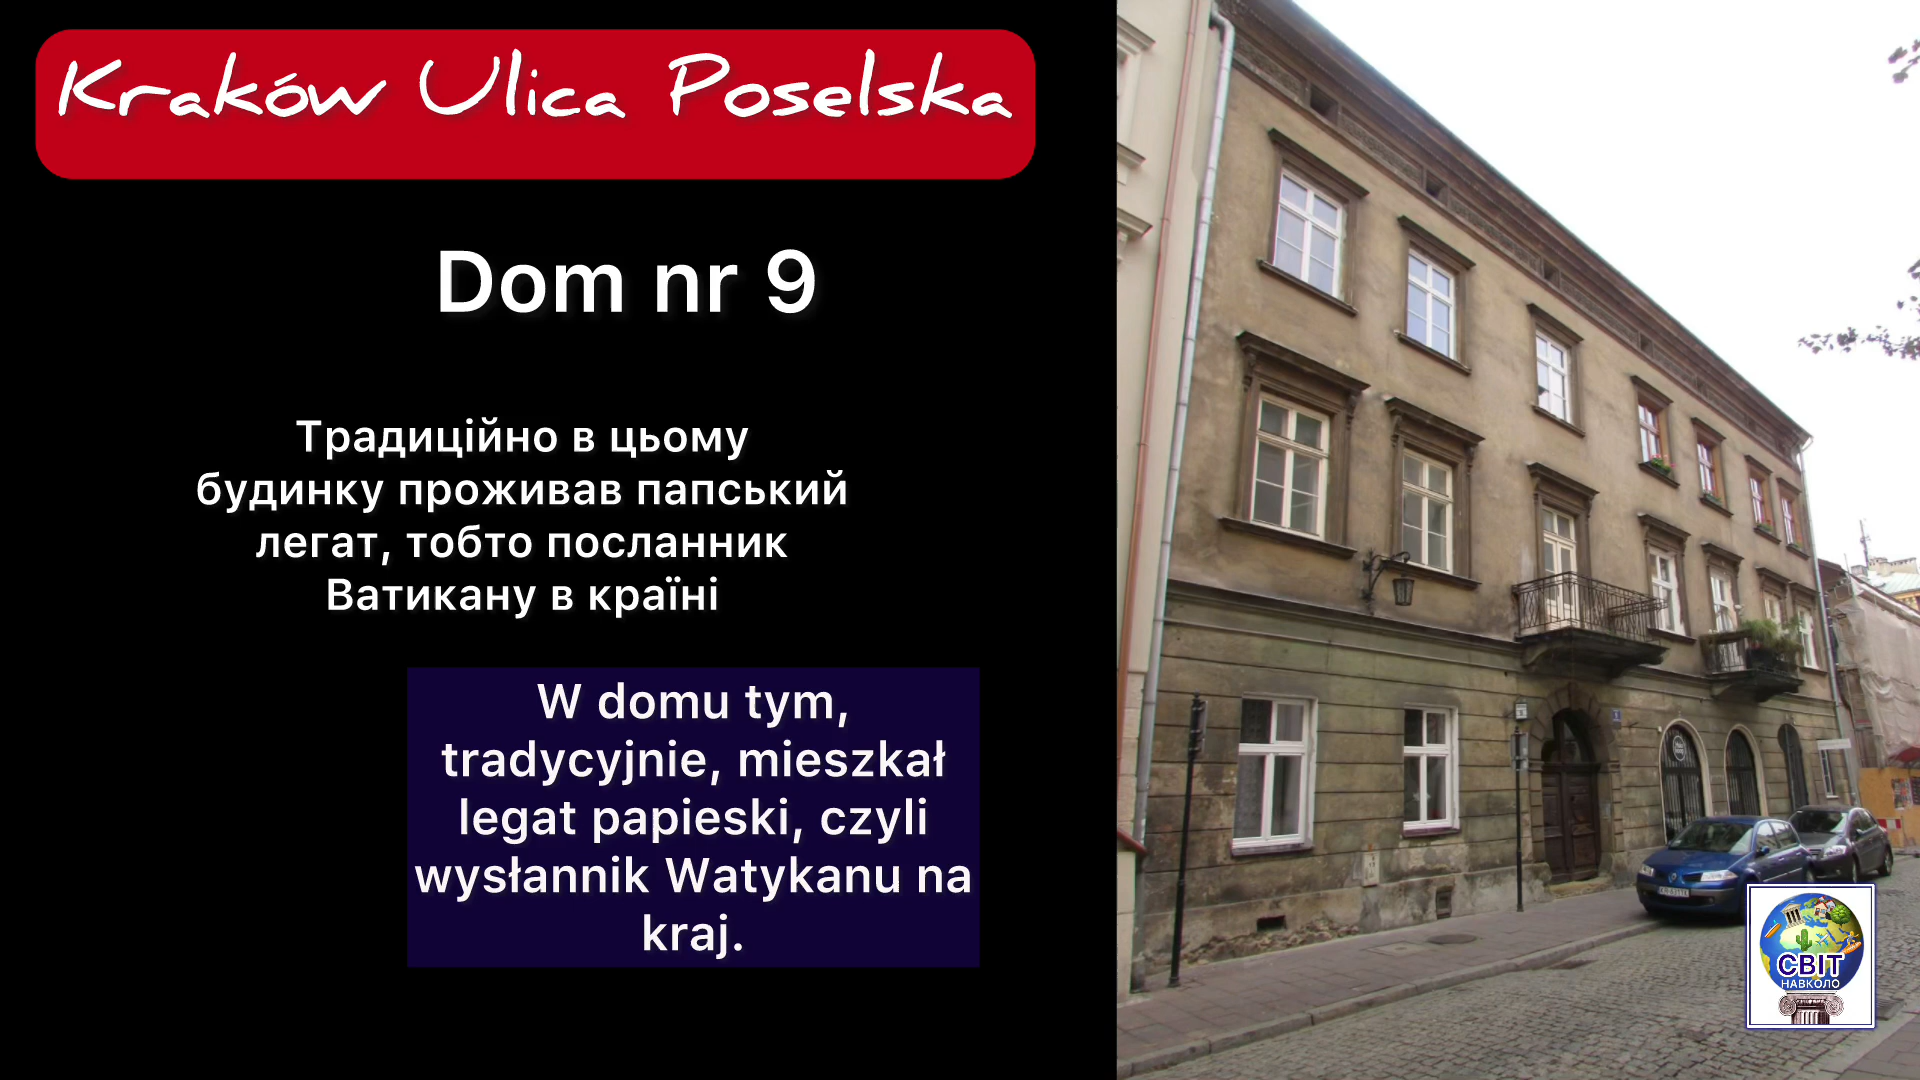 Kraków Ulica Poselska
Dom nr 9
Традиційно в цьому
будинку проживав папський
легат, тобто посланник
Ватикану в країні
W domu tym,
tradycyjnie, mieszkał
legat papieski, czyli
wysłannik Watykanu na
kraj.
СВІТ
НАВКОЛО